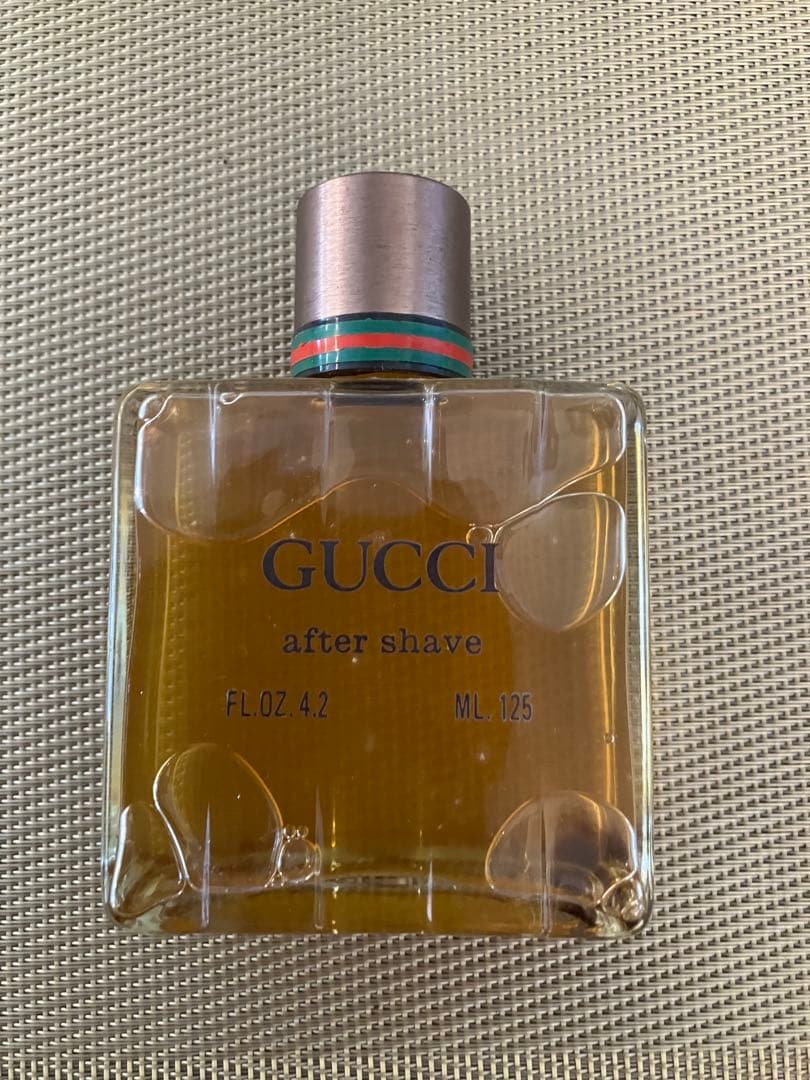 GUCCI
after shave
FL.OZ. 4.2 ML. 125